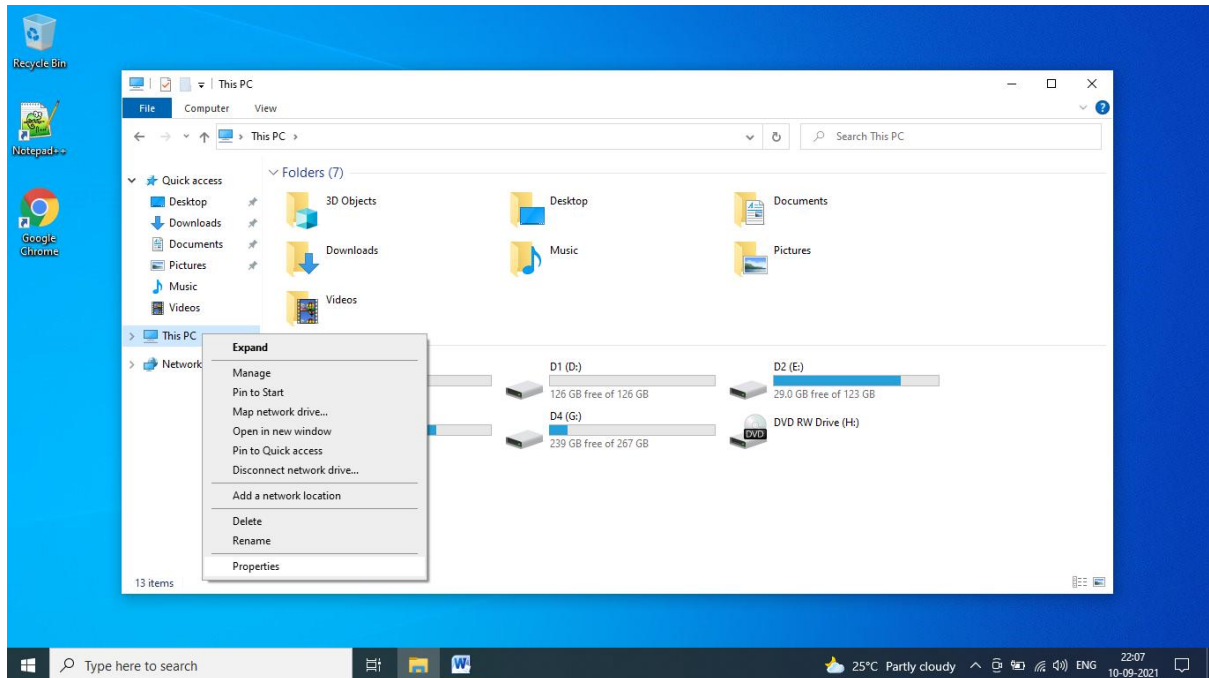 Recycle Bin
Notepad++
Google
Chrome
This PC
File Computer View
This PC
Search This PC
Quick access
Desktop
Downloads
Documents
Pictures
Music
Videos
This PC
Network
Folders (7)
3D Objects
Desktop
Documents
Downloads
Music
Pictures
Videos
Expand
Manage
Pin to Start
Map network drive...
Open in new window
Pin to Quick access
Disconnect network drive...
Add a network location
Delete
Rename
Properties
D1 (D:)
126 GB free of 126 GB
D2 (E:)
29.0 GB free of 123 GB
D4 (G:)
239 GB free of 267 GB
DVD RW Drive (H:)
DVD
13 items
Type here to search
W
25°C Partly cloudy
ENG
22:07
10-09-2021